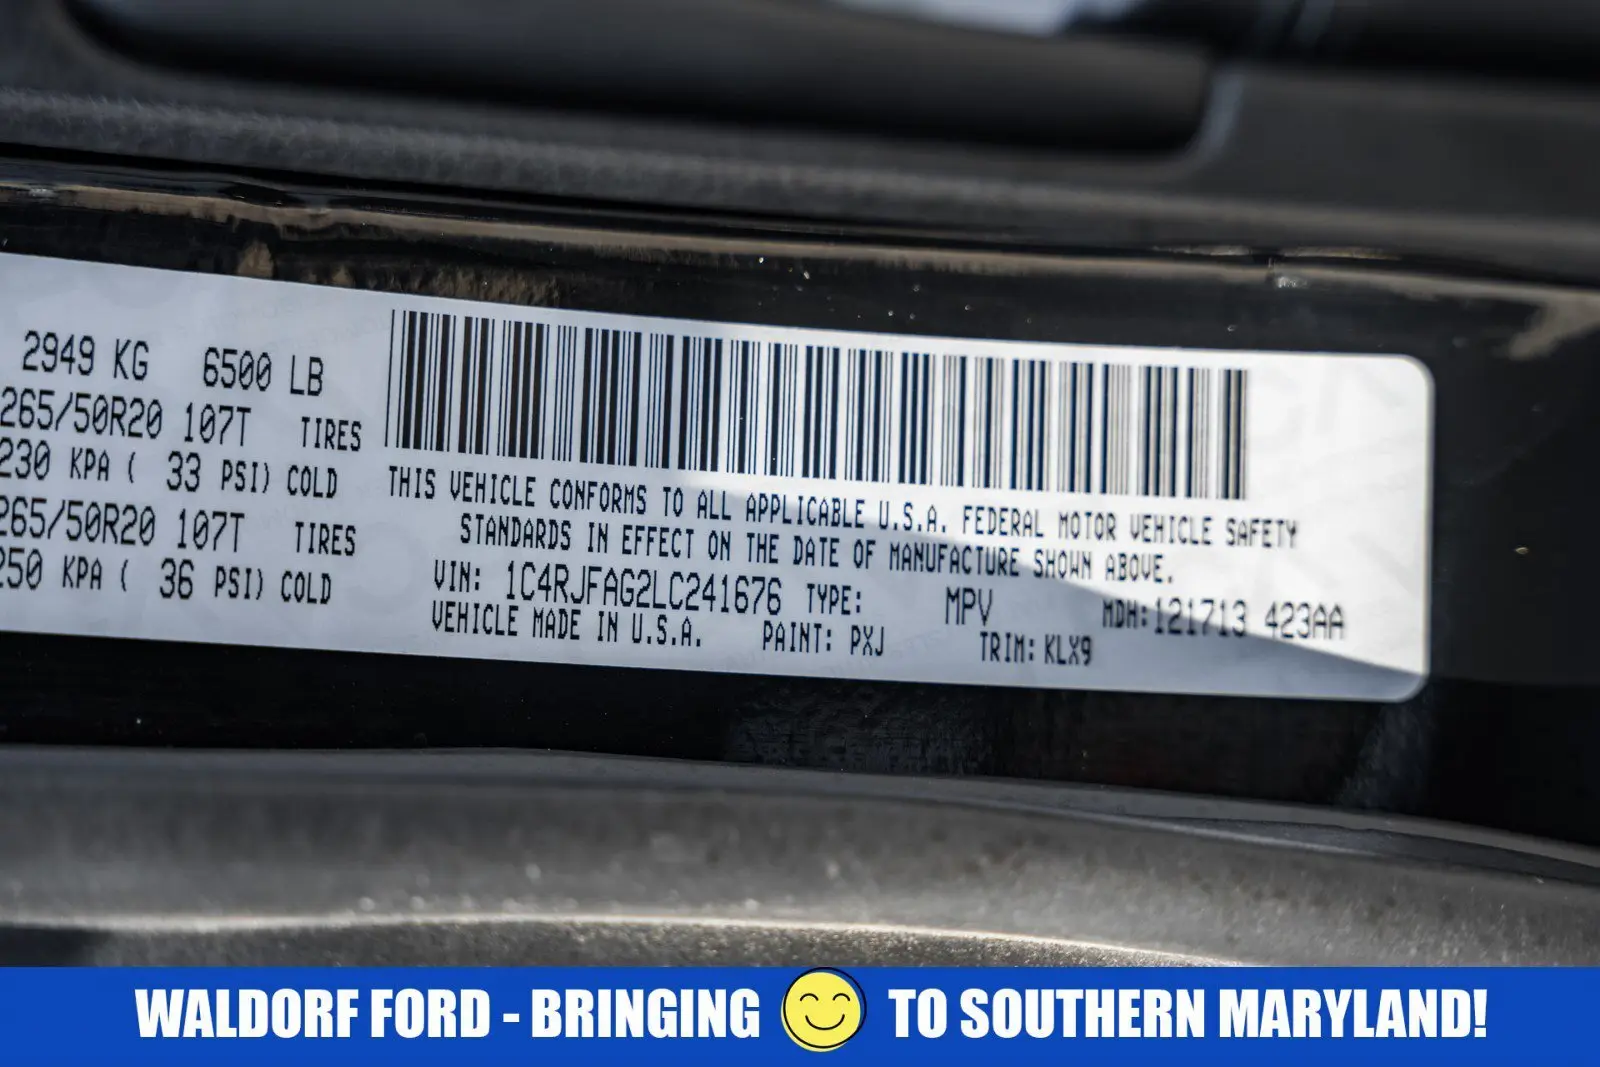 2949 KG 6500 LB
265/50R20 107T TIRES
230 KPA ( 33 PSI) COLD
265/50R20 107T TIRES
250 KPA ( 36 PSI) COLD
THIS VEHICLE CONFORMS TO ALL APPLICABLE U.S.A. FEDERAL MOTOR VEHICLE SAFETY
STANDARDS IN EFFECT ON THE DATE OF MANUFACTURE SHOWN ABOVE.
VIN: 1C4RJFAG2LC241676 TYPE: MPV MDH:121713 423AA
VEHICLE MADE IN U.S.A. PAINT: PXJ TRIM: KLX9
WALDORF FORD - BRINGING TO SOUTHERN MARYLAND!